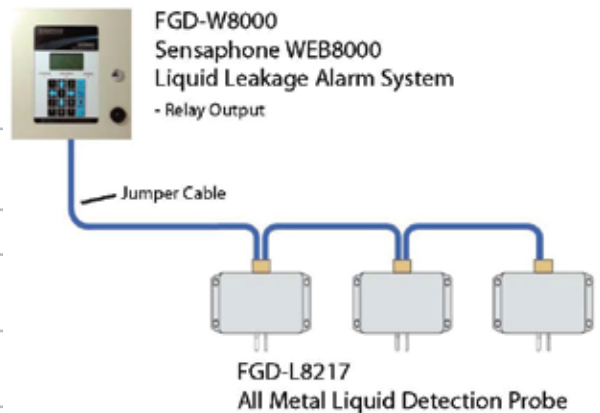 FGD-W8000
Sensaphone WEB8000
Liquid Leakage Alarm System
- Relay Output
Jumper Cable
FGD-L8217
All Metal Liquid Detection Probe